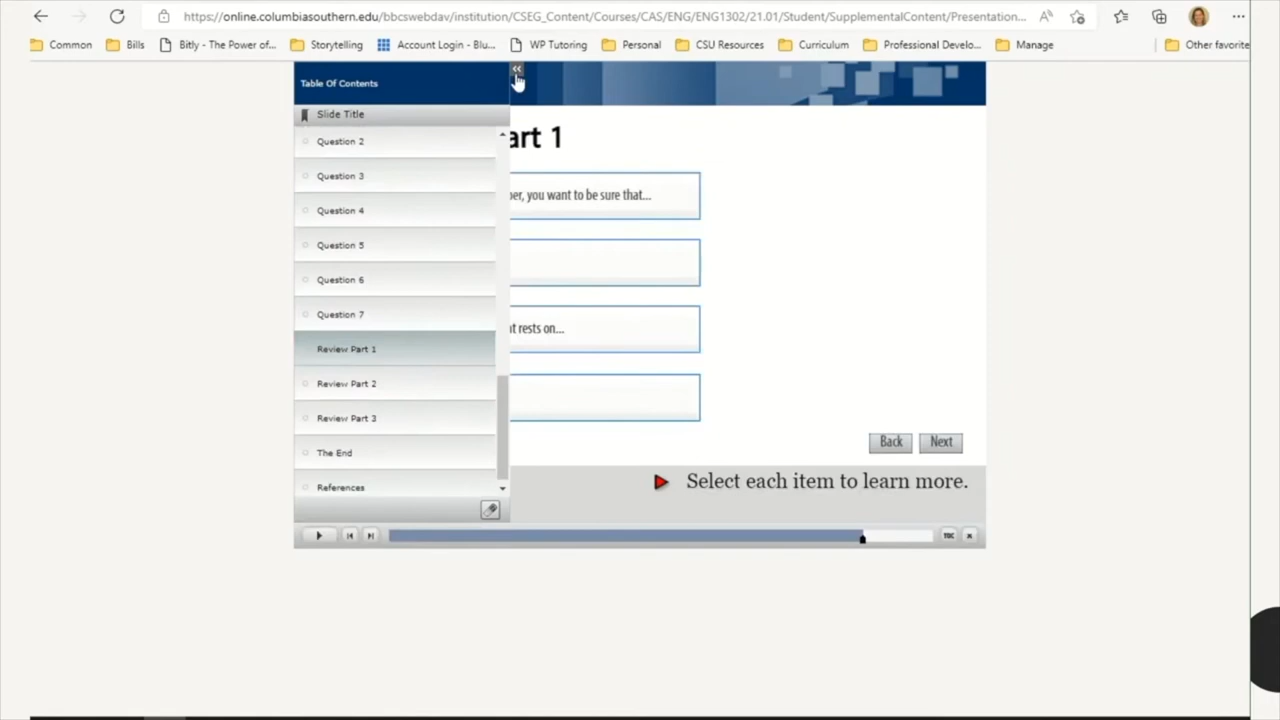 https://online.columbiasouthern.edu/bbcswebdav/institution/CSEG_Content/Courses/CAS/ENG/ENG1302/21.01/Student/SupplementalContent/Presentation...
Common Bills Bitly - The Power of... Storytelling Account Login - Blu... WP Tutoring Personal CSU Resources Curriculum Professional Develo... Manage Other favorite
Table Of Contents
Slide Title
Question 2
Question 3
Question 4
Question 5
Question 6
Question 7
Review Part 1
Review Part 2
Review Part 3
The End
References
art 1
per, you want to be sure that...
nt rests on...
Back Next
Select each item to learn more.
TOC